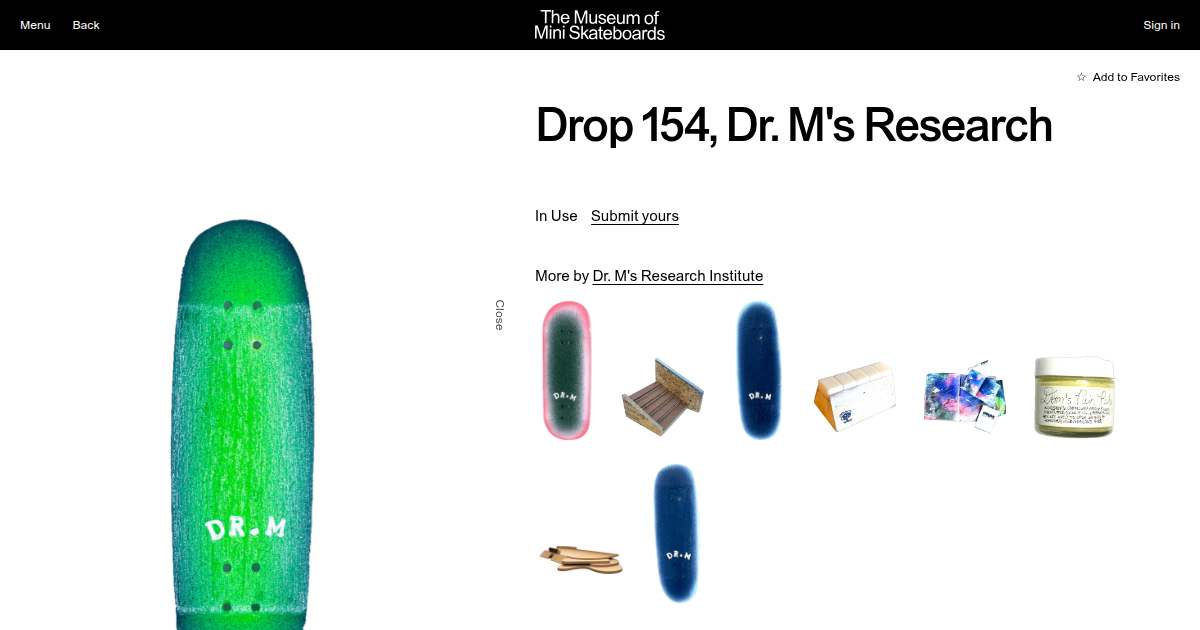 Menu
Back
The Museum of
Mini Skateboards
Sign in
☆ Add to Favorites
Drop 154, Dr. M's Research
In Use
Submit yours
More by Dr. M's Research Institute
Close
DR.M
DR.M
DR.M
DR.M